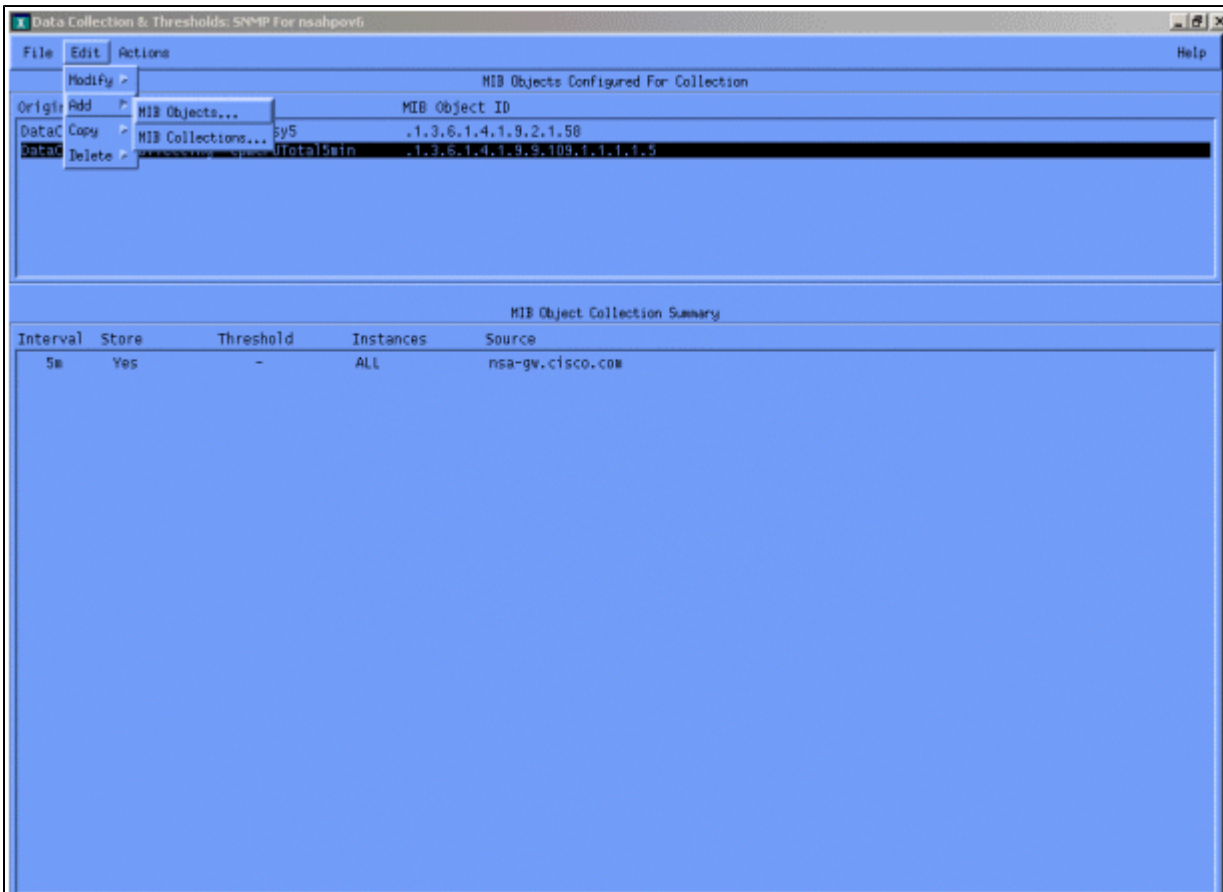 Data Collection & Thresholds: SNMP For nsahpov6
File Edit Actions Help
Modify
MIB Objects Configured For Collection
Add
MIB Objects...
MIB Object ID
Copy
MIB Collections...
sy5 .1.3.6.1.4.1.9.2.1.58
Delete
Total5min .1.3.6.1.4.1.9.9.109.1.1.1.1.5
MIB Object Collection Summary
Interval Store Threshold Instances Source
5m Yes - ALL nsa-gw.cisco.com